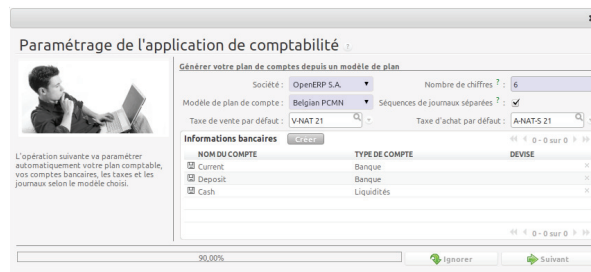 Paramétrage de l'application de comptabilité ?
Générer votre plan de comptes depuis un modèle de plan
Société : OpenERP S.A. Nombre de chiffres ? : 6
Modèle de plan de compte : Belgian PCMN Séquences de journaux séparées ? :
Taxe de vente par défaut : V-NAT 21 Taxe d'achat par défaut : A-NAT-S 21
Informations bancaires Créer 0 - 0 sur 0
NOM DU COMPTE TYPE DE COMPTE DEVISE
Current Banque
Deposit Banque
Cash Liquidités
0 - 0 sur 0
L'opération suivante va paramétrer
automatiquement votre plan comptable,
vos comptes bancaires, les taxes et les
journaux selon le modèle choisi.
90,00% Ignorer Suivant